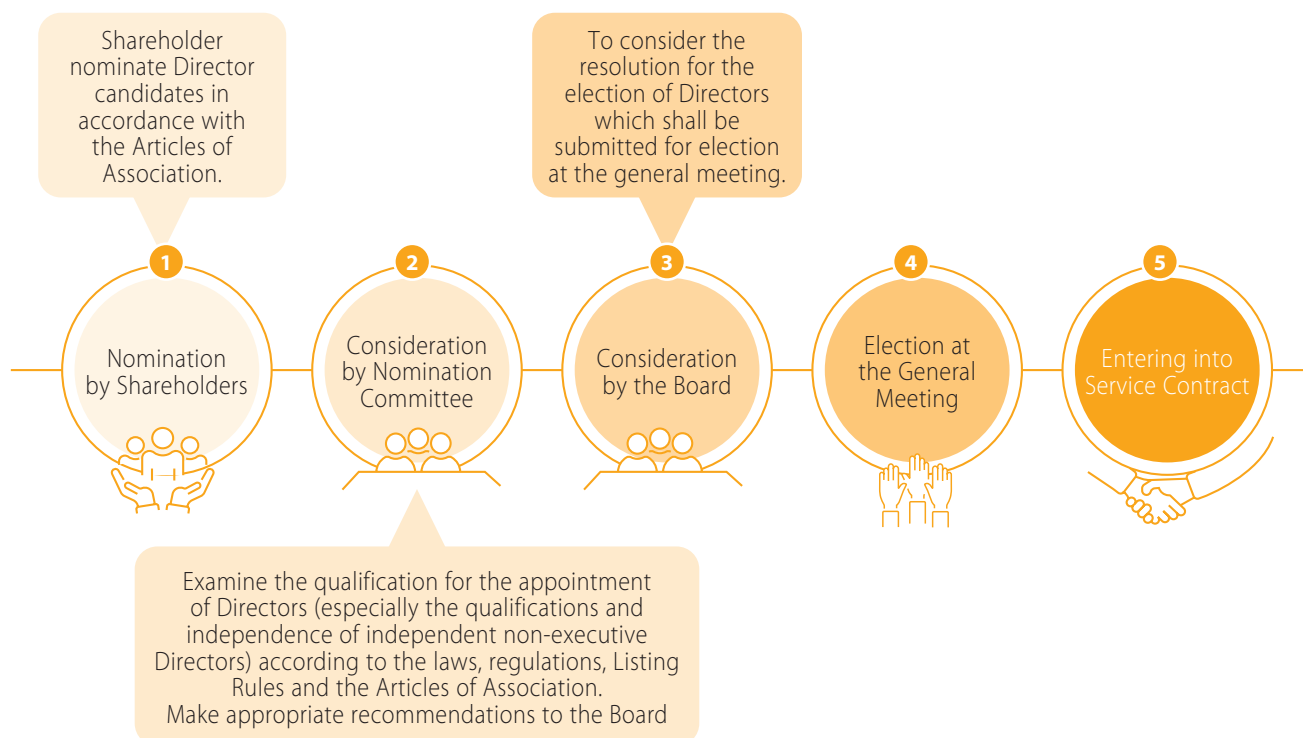 Shareholder
nominate Director
candidates in
accordance with
the Articles of
Association.
To consider the
resolution for the
election of Directors
which shall be
submitted for election
at the general meeting.
1
Nomination
by Shareholders
2
Consideration
by Nomination
Committee
3
Consideration
by the Board
4
Election at
the General
Meeting
5
Entering into
Service Contract
Examine the qualification for the appointment
of Directors (especially the qualifications and
independence of independent non-executive
Directors) according to the laws, regulations, Listing
Rules and the Articles of Association.
Make appropriate recommendations to the Board